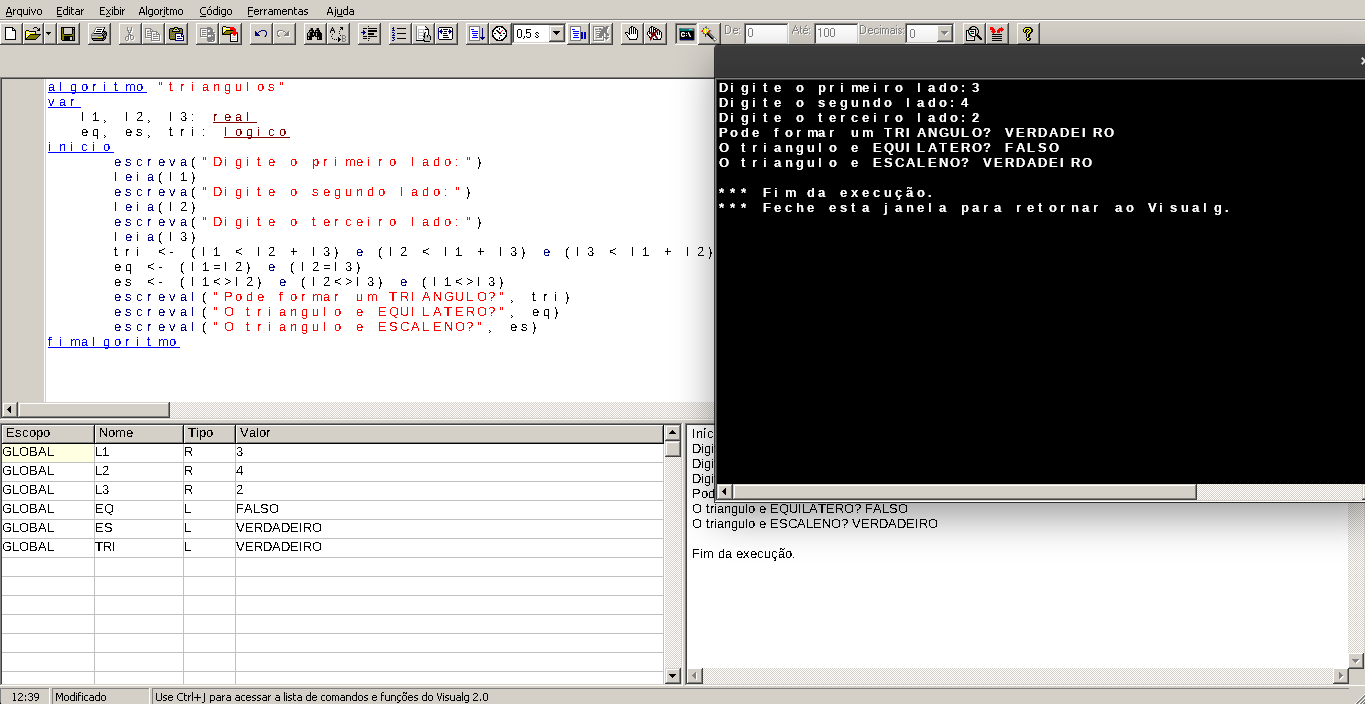 Arquivo Editar Exibir Algoritmo Código Ferramentas Ajuda
0,5 s De: 0 Até: 100 Decimais: 0
algoritmo "triangulos"
var
l1, l2, l3: real
eq, es, tri: logico
inicio
escreva("Digite o primeiro lado:")
leia(l1)
escreva("Digite o segundo lado:")
leia(l2)
escreva("Digite o terceiro lado:")
leia(l3)
tri <- (l1 < l2 + l3) e (l2 < l1 + l3) e (l3 < l1 + l2)
eq <- (l1=l2) e (l2=l3)
es <- (l1<>l2) e (l2<>l3) e (l1<>l3)
escreval("Pode formar um TRIANGULO?", tri)
escreval("O triangulo e EQUILATERO?", eq)
escreval("O triangulo e ESCALENO?", es)
fimalgoritmo
Digite o primeiro lado:3
Digite o segundo lado:4
Digite o terceiro lado:2
Pode formar um TRIANGULO? VERDADEIRO
O triangulo e EQUILATERO? FALSO
O triangulo e ESCALENO? VERDADEIRO
*** Fim da execução.
*** Feche esta janela para retornar ao Visualg.
Escopo Nome Tipo Valor
GLOBAL L1 R 3
GLOBAL L2 R 4
GLOBAL L3 R 2
GLOBAL EQ L FALSO
GLOBAL ES L VERDADEIRO
GLOBAL TRI L VERDADEIRO
Iníc
Digi
Digi
Digi
Pod
O triangulo e EQUILATERO? FALSO
O triangulo e ESCALENO? VERDADEIRO
Fim da execução.
12:39 Modificado Use Ctrl+J para acessar a lista de comandos e funções do Visualg 2.0